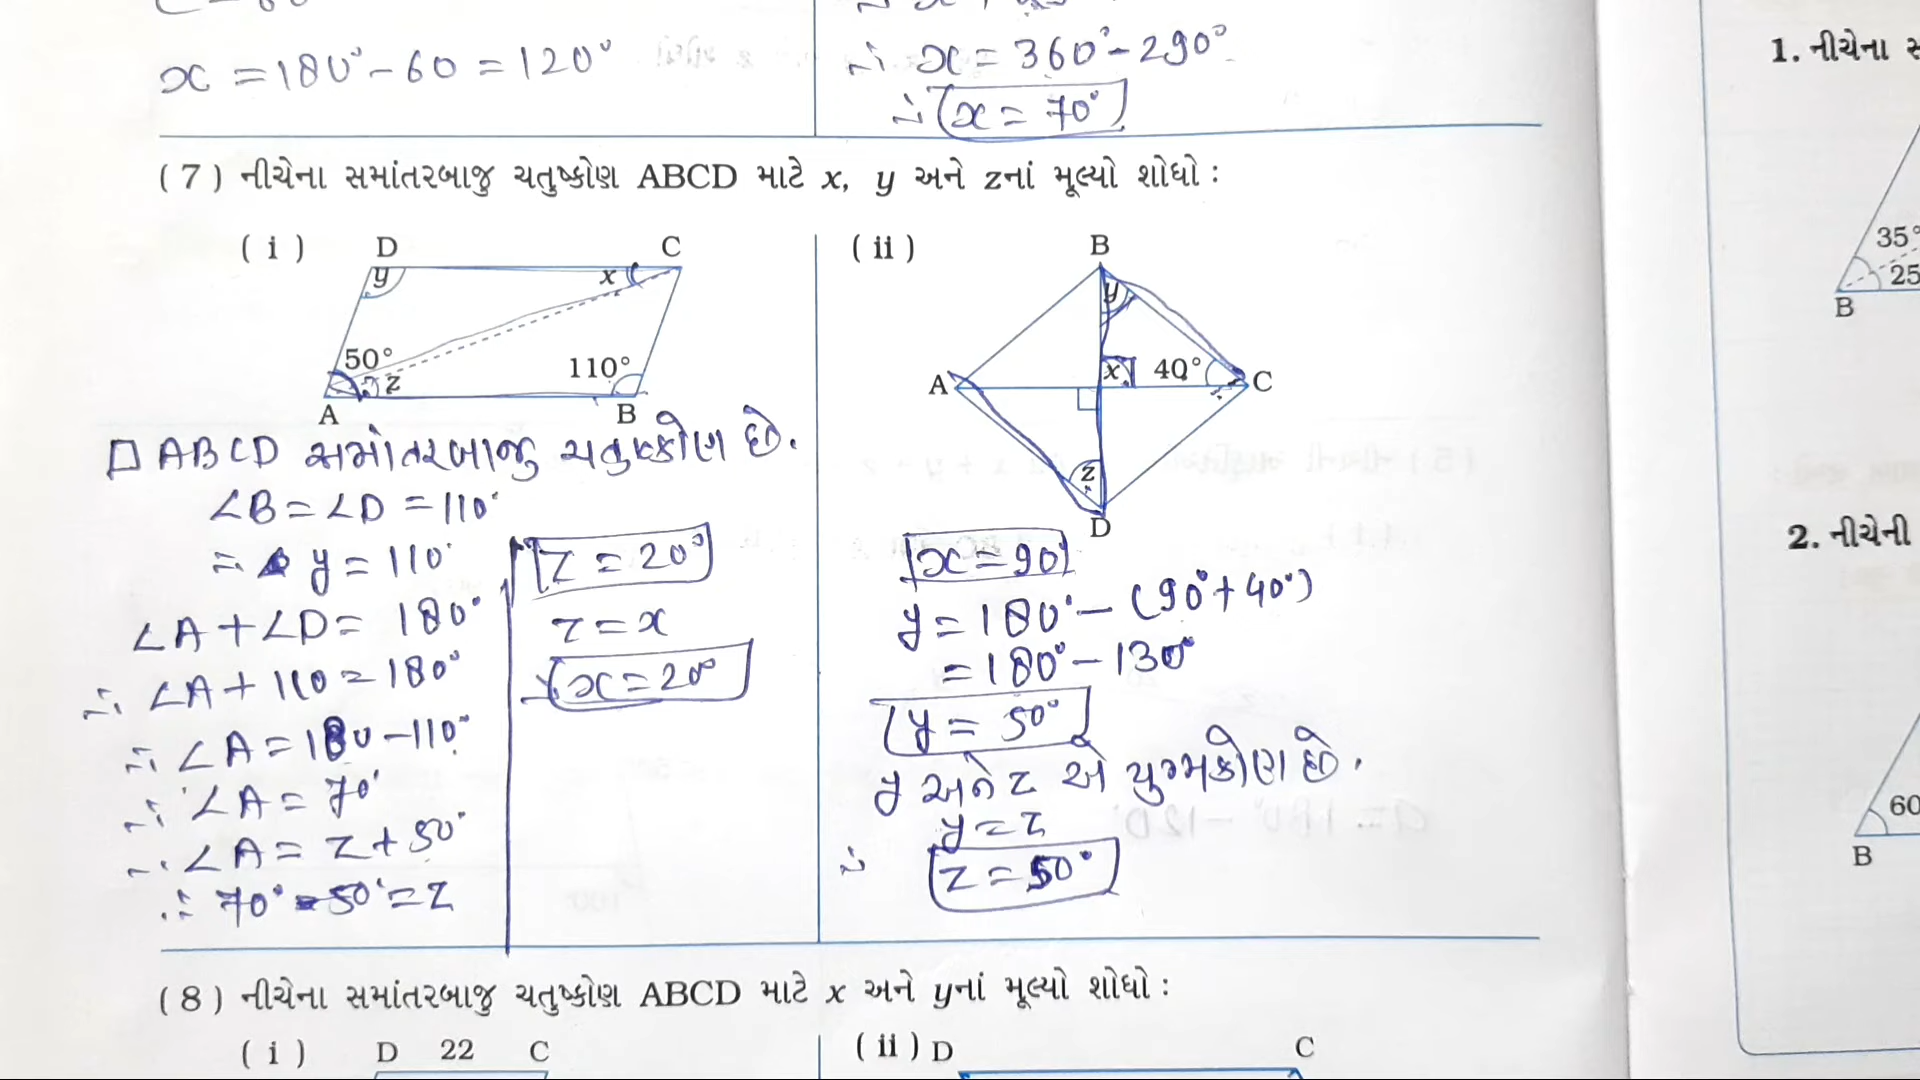 x = 180° - 60 = 120°
∴ x = 360° - 290°
∴ x = 70°
( 7 ) નીચેના સમાંતરબાજુ ચતુષ્કોણ ABCD માટે x, y અને zનાં મૂલ્યો શોધો :
( i )
D
C
y
x
50°
z
110°
A
B
□ ABCD સમાંતરબાજુ ચતુષ્કોણ છે.
∠B = ∠D = 110°
∴ y = 110°
∠A + ∠D = 180°
∴ ∠A + 110 = 180°
∴ ∠A = 180 - 110°
∴ ∠A = 70°
∴ ∠A = z + 50°
∴ 70° - 50° = z
z = 20°
z = x
∴ x = 20°
( ii )
B
y
A
x
40°
C
z
D
x = 90°
y = 180° - (90° + 40°)
= 180° - 130°
y = 50°
y અને z એ યુગ્મકોણ છે.
y = z
∴ z = 50°
( 8 ) નીચેના સમાંતરબાજુ ચતુષ્કોણ ABCD માટે x અને yનાં મૂલ્યો શોધો :
( i )
D 22 C
( ii )
D
C
1. નીચેના
35°
25
B
2. નીચેની
60
B